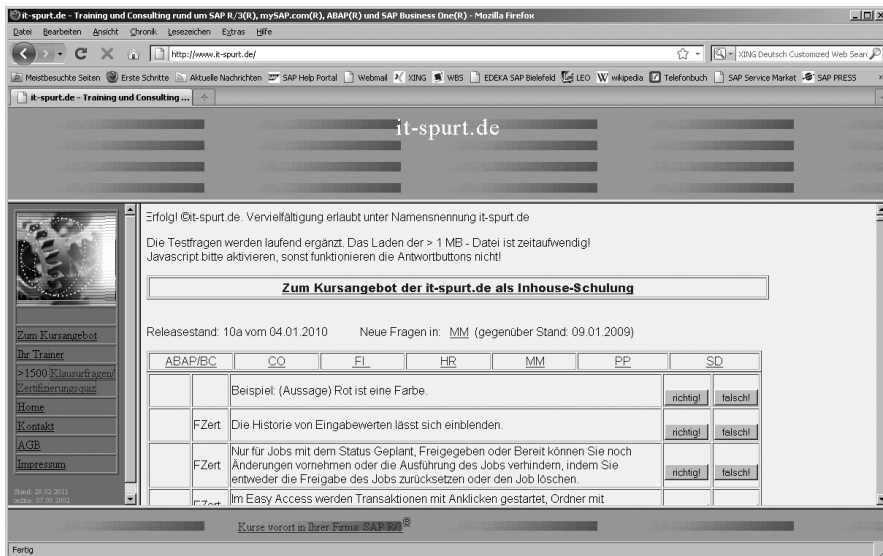 it-spurt.de - Training und Consulting rund um SAP R/3(R), mySAP.com(R), ABAP(R) und SAP Business One(R) - Mozilla Firefox
Datei Bearbeiten Ansicht Chronik Lesezeichen Extras Hilfe
http://www.it-spurt.de/
XING Deutsch Customized Web Searc
Meistbesuchte Seiten Erste Schritte Aktuelle Nachrichten SAP Help Portal Webmail XING WBS EDEKA SAP Bielefeld LEO wikipedia Telefonbuch SAP Service Market SAP PRESS
it-spurt.de - Training und Consulting ...
it-spurt.de
Erfolg! ©it-spurt.de. Vervielfältigung erlaubt unter Namensnennung it-spurt.de
Die Testfragen werden laufend ergänzt. Das Laden der > 1 MB - Datei ist zeitaufwendig!
Javascript bitte aktivieren, sonst funktionieren die Antwortbuttons nicht!
Zum Kursangebot der it-spurt.de als Inhouse-Schulung
Releasestand: 10a vom 04.01.2010 Neue Fragen in: MM (gegenüber Stand: 09.01.2009)
ABAP/BC CO FI HR MM PP SD
Beispiel: (Aussage) Rot ist eine Farbe. richtig! falsch!
FZert Die Historie von Eingabewerten lässt sich einblenden. richtig! falsch!
Nur für Jobs mit dem Status Geplant, Freigegeben oder Bereit können Sie noch
FZert Änderungen vornehmen oder die Ausführung des Jobs verhindern, indem Sie
entweder die Freigabe des Jobs zurücksetzen oder den Job löschen. richtig! falsch!
FZert Im Easy Access werden Transaktionen mit Anklicken gestartet, Ordner mit
Zum Kursangebot
Ihr Trainer
>1500 Klausurfragen/
Zertifizierungsquiz
Home
Kontakt
AGB
Impressum
Stand: 28.02.2011
online: 07.09.2002
Kurse vorort in Ihrer Firma: SAP R/3®
Fertig